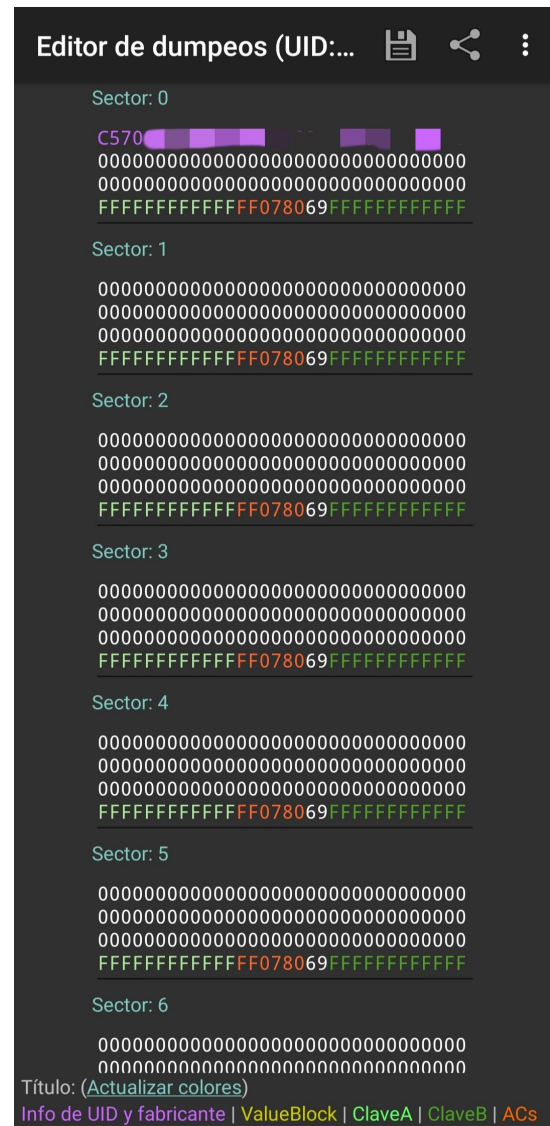 Editor de dumpeos (UID:...
Sector: 0
C570
00000000000000000000000000000000
00000000000000000000000000000000
FFFFFFFFFFFFFF078069FFFFFFFFFFFF
Sector: 1
00000000000000000000000000000000
00000000000000000000000000000000
00000000000000000000000000000000
FFFFFFFFFFFFFF078069FFFFFFFFFFFF
Sector: 2
00000000000000000000000000000000
00000000000000000000000000000000
00000000000000000000000000000000
FFFFFFFFFFFFFF078069FFFFFFFFFFFF
Sector: 3
00000000000000000000000000000000
00000000000000000000000000000000
00000000000000000000000000000000
FFFFFFFFFFFFFF078069FFFFFFFFFFFF
Sector: 4
00000000000000000000000000000000
00000000000000000000000000000000
00000000000000000000000000000000
FFFFFFFFFFFFFF078069FFFFFFFFFFFF
Sector: 5
00000000000000000000000000000000
00000000000000000000000000000000
00000000000000000000000000000000
FFFFFFFFFFFFFF078069FFFFFFFFFFFF
Sector: 6
00000000000000000000000000000000
00000000000000000000000000000000
Título: (Actualizar colores)
Info de UID y fabricante | ValueBlock | ClaveA | ClaveB | ACs